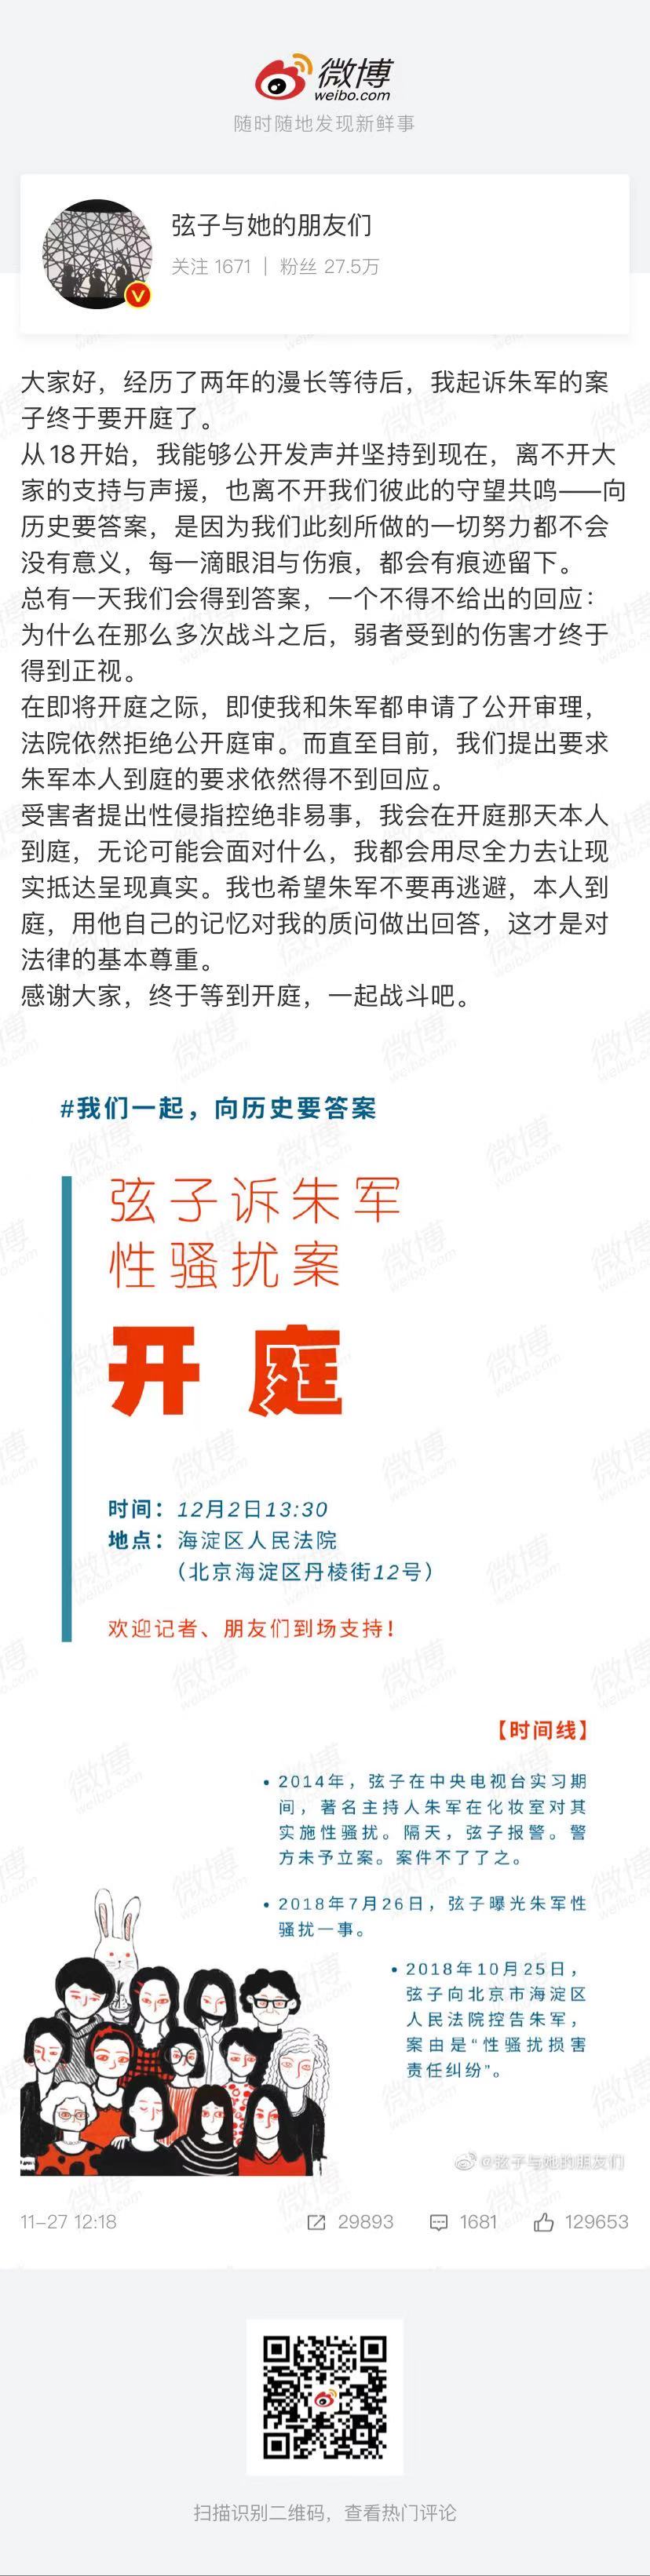 微博
weibo.com
随时随地发现新鲜事
弦子与她的朋友们
关注 1671 | 粉丝 27.5万
大家好，经历了两年的漫长等待后，我起诉朱军的案
子终于要开庭了。
从18开始，我能够公开发声并坚持到现在，离不开大
家的支持与声援，也离不开我们彼此的守望共鸣——向
历史要答案，是因为我们此刻所做的一切努力都不会
没有意义，每一滴眼泪与伤痕，都会有痕迹留下。
总有一天我们会得到答案，一个不得不给出的回应：
为什么在那么多次战斗之后，弱者受到的伤害才终于
得到正视。
在即将开庭之际，即使我和朱军都申请了公开审理，
法院依然拒绝公开庭审。而直至目前，我们提出要求
朱军本人到庭的要求依然得不到回应。
受害者提出性侵指控绝非易事，我会在开庭那天本人
到庭，无论可能会面对什么，我都会用尽全力去让现
实抵达呈现真实。我也希望朱军不要再逃避，本人到
庭，用他自己的记忆对我的质问做出回答，这才是对
法律的基本尊重。
感谢大家，终于等到开庭，一起战斗吧。
#我们一起，向历史要答案
弦子诉朱军
性骚扰案
开庭
时间：12月2日13:30
地点：海淀区人民法院
（北京海淀区丹棱街12号）
欢迎记者、朋友们到场支持！
【时间线】
• 2014年，弦子在中央电视台实习期
间，著名主持人朱军在化妆室对其
实施性骚扰。隔天，弦子报警。警
方未予立案。案件不了了之。
• 2018年7月26日，弦子曝光朱军性
骚扰一事。
• 2018年10月25日，
弦子向北京市海淀区
人民法院控告朱军，
案由是“性骚扰损害
责任纠纷”。
@弦子与她的朋友们
11-27 12:18 29893 1681 129653
扫描识别二维码，查看热门评论